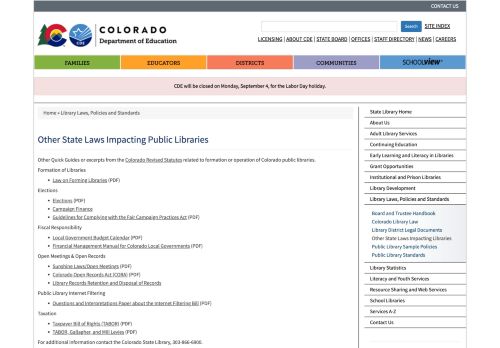 CONTACT US
COLORADO
Department of Education
CDE
Search
SITE INDEX
LICENSING | ABOUT CDE | STATE BOARD | OFFICES | STAFF DIRECTORY | NEWS | CAREERS
FAMILIES
EDUCATORS
DISTRICTS
COMMUNITIES
SCHOOLVIEW
CDE will be closed on Monday, September 4, for the Labor Day holiday.
Home » Library Laws, Policies and Standards
Other State Laws Impacting Public Libraries
Other Quick Guides or excerpts from the Colorado Revised Statutes related to formation or operation of Colorado public libraries.
Formation of Libraries
Law on Forming Libraries (PDF)
Elections
Elections (PDF)
Campaign Finance
Guidelines for Complying with the Fair Campaign Practices Act (PDF)
Fiscal Responsibility
Local Government Budget Calendar (PDF)
Financial Management Manual for Colorado Local Governments (PDF)
Open Meetings & Open Records
Sunshine Laws/Open Meetings (PDF)
Colorado Open Records Act (CORA) (PDF)
Library Records Retention and Disposal of Records
Public Library Internet Filtering
Questions and Interpretations Paper about the Internet Filtering Bill (PDF)
Taxation
Taxpayer Bill of Rights (TABOR) (PDF)
TABOR, Gallagher, and Mill Levies (PDF)
For additional information contact the Colorado State Library, 303-866-6900.
State Library Home
About Us
Adult Library Services
Continuing Education
Early Learning and Literacy in Libraries
Grant Opportunities
Institutional and Prison Libraries
Library Development
Library Laws, Policies and Standards
Board and Trustee Handbook
Colorado Library Law
Library District Legal Documents
Other State Laws Impacting Libraries
Public Library Sample Policies
Public Library Standards
Library Statistics
Literacy and Youth Services
Resource Sharing and Web Services
School Libraries
Services A-Z
Contact Us